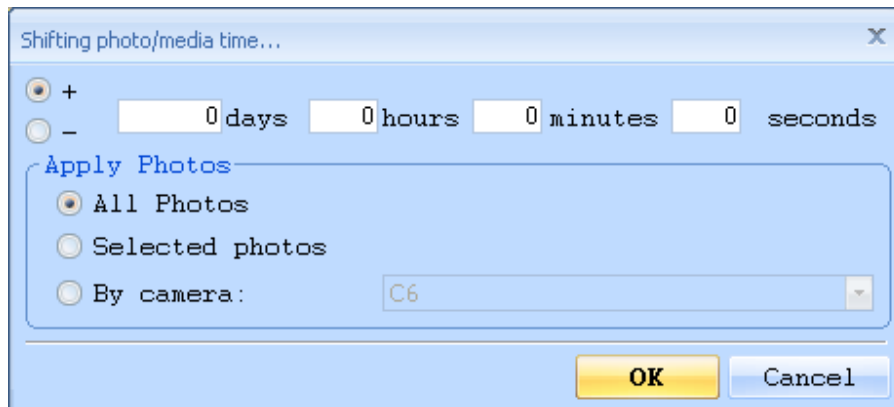 Shifting photo/media time...
+
0 days 0 hours 0 minutes 0 seconds
–
Apply Photos
All Photos
Selected photos
By camera: C6
OK Cancel